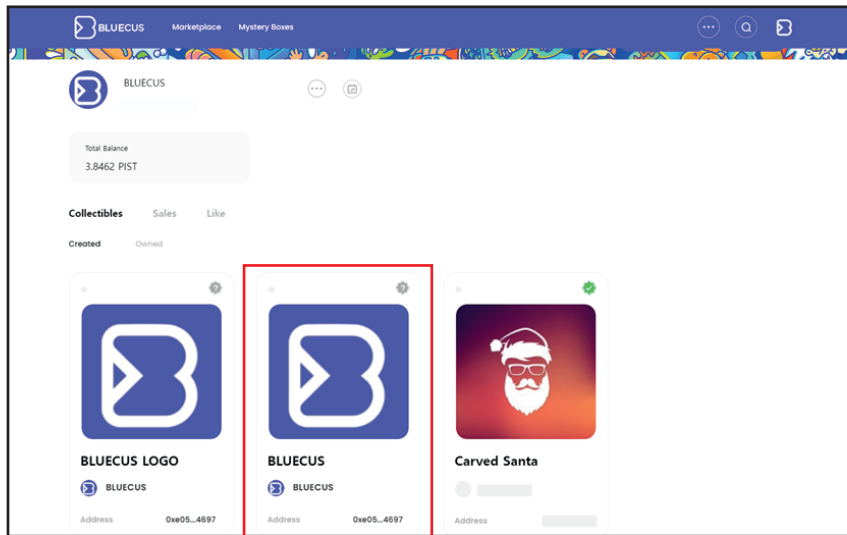 BLUECUS Marketplace Mystery Boxes
BLUECUS
Total Balance
3.8462 PIST
Collectibles Sales Like
Created Owned
BLUECUS LOGO
BLUECUS
Address 0xe05...4697
BLUECUS
BLUECUS
Address 0xe05...4697
Carved Santa
Address